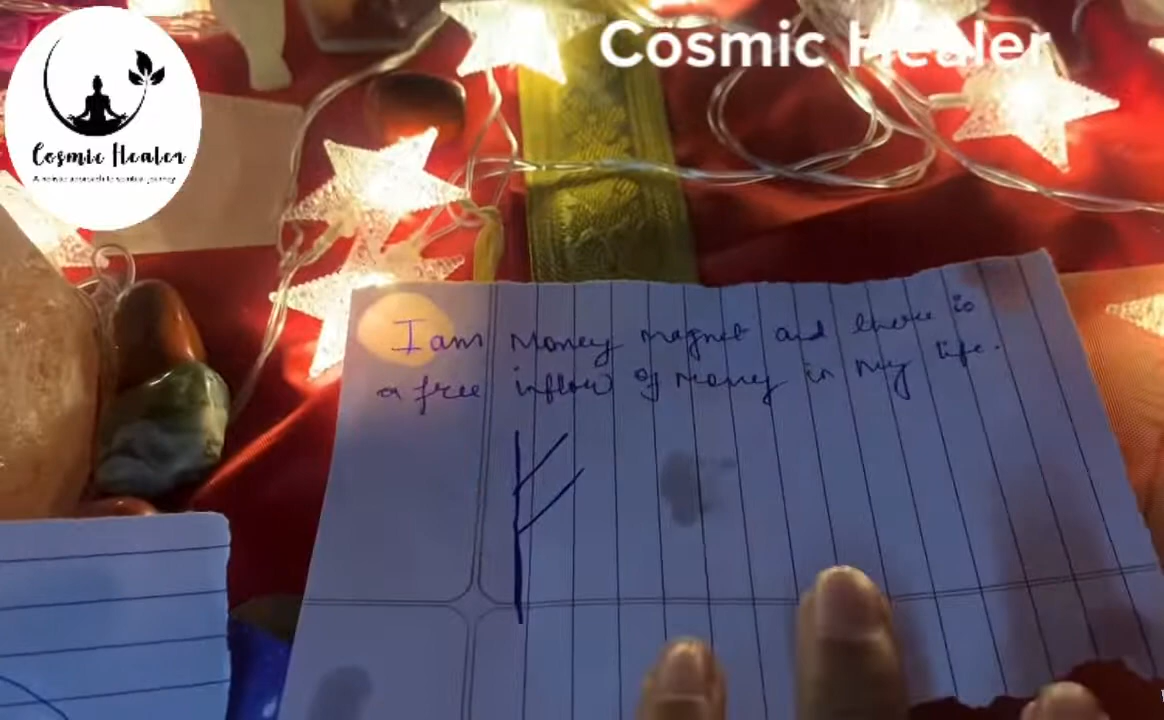 Cosmic Healer
Cosmic Healer
I am Money magnet and there is
a free inflow of Money in my life.